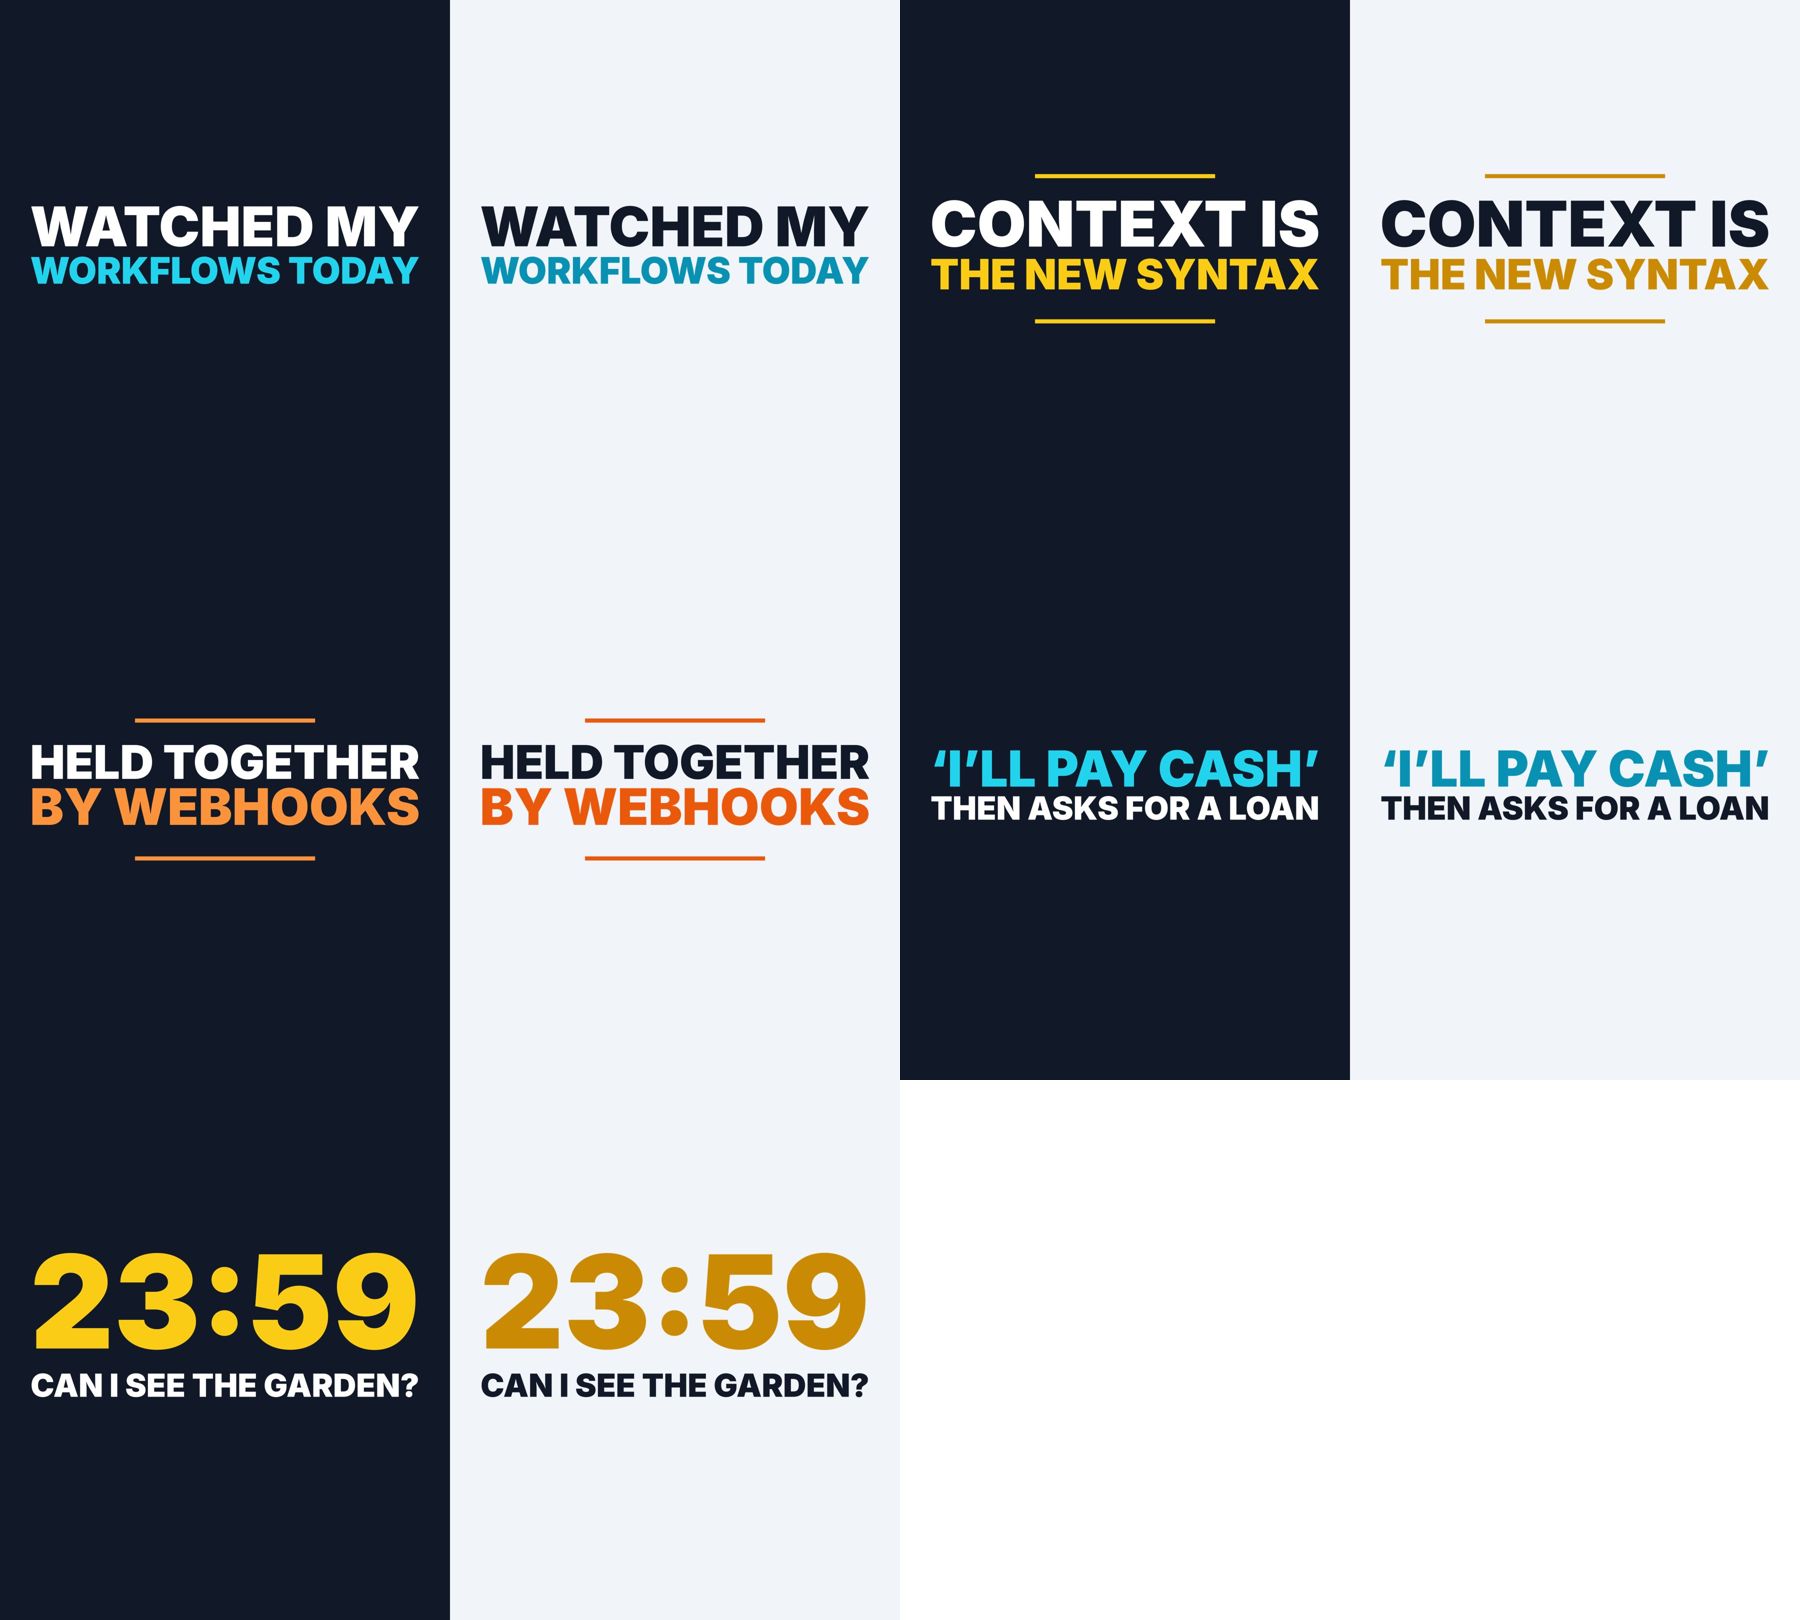 WATCHED MY
WORKFLOWS TODAY
WATCHED MY
WORKFLOWS TODAY
CONTEXT IS
THE NEW SYNTAX
CONTEXT IS
THE NEW SYNTAX
HELD TOGETHER
BY WEBHOOKS
HELD TOGETHER
BY WEBHOOKS
‘I’LL PAY CASH’
THEN ASKS FOR A LOAN
‘I’LL PAY CASH’
THEN ASKS FOR A LOAN
23:59
CAN I SEE THE GARDEN?
23:59
CAN I SEE THE GARDEN?